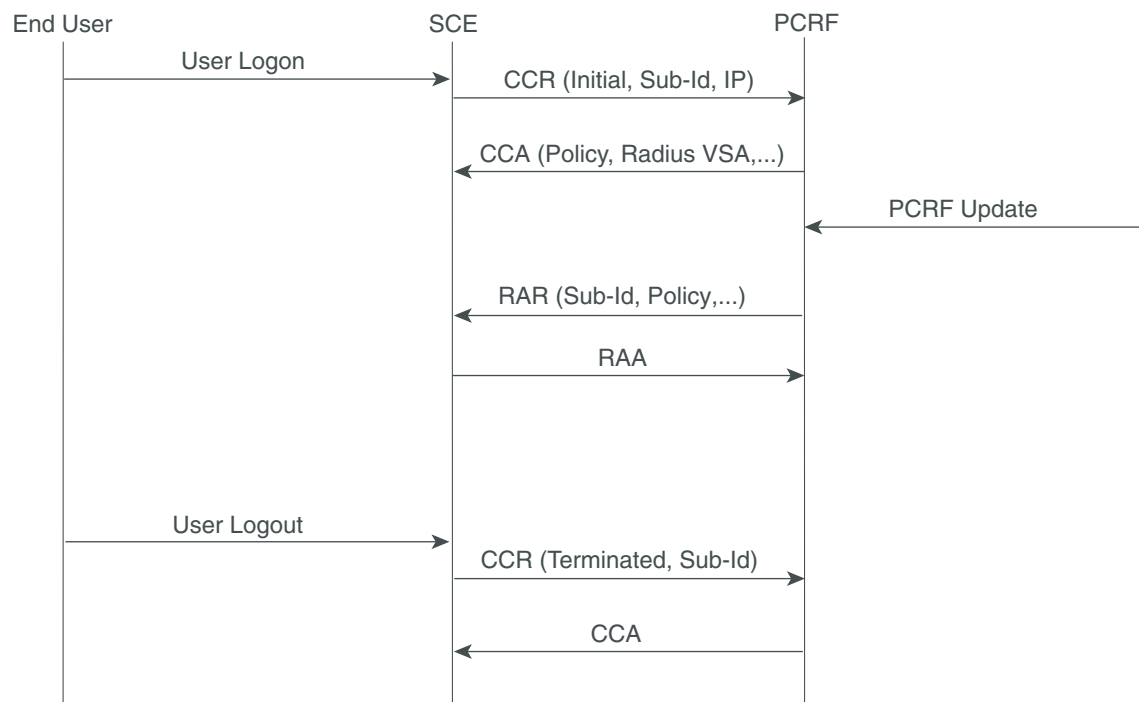 End User
SCE
PCRF
User Logon
CCR (Initial, Sub-Id, IP)
CCA (Policy, Radius VSA,...)
PCRF Update
RAR (Sub-Id, Policy,...)
RAA
User Logout
CCR (Terminated, Sub-Id)
CCA